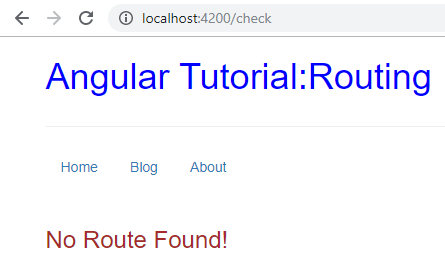 localhost:4200/check
Angular Tutorial:Routing
Home Blog About
No Route Found!